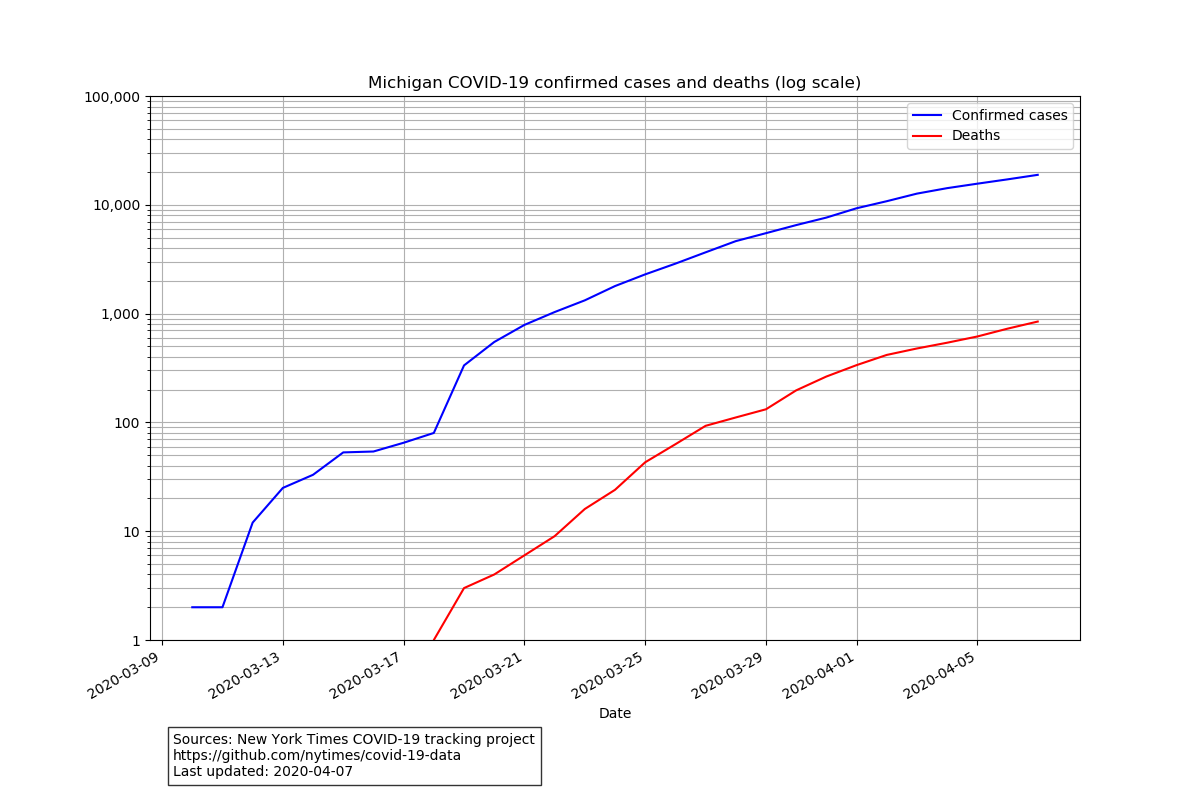 Michigan COVID-19 confirmed cases and deaths (log scale)
100,000
10,000
1,000
100
10
1
Confirmed cases
Deaths
2020-03-09
2020-03-13
2020-03-17
2020-03-21
2020-03-25
2020-03-29
2020-04-01
2020-04-05
Date
Sources: New York Times COVID-19 tracking project
https://github.com/nytimes/covid-19-data
Last updated: 2020-04-07